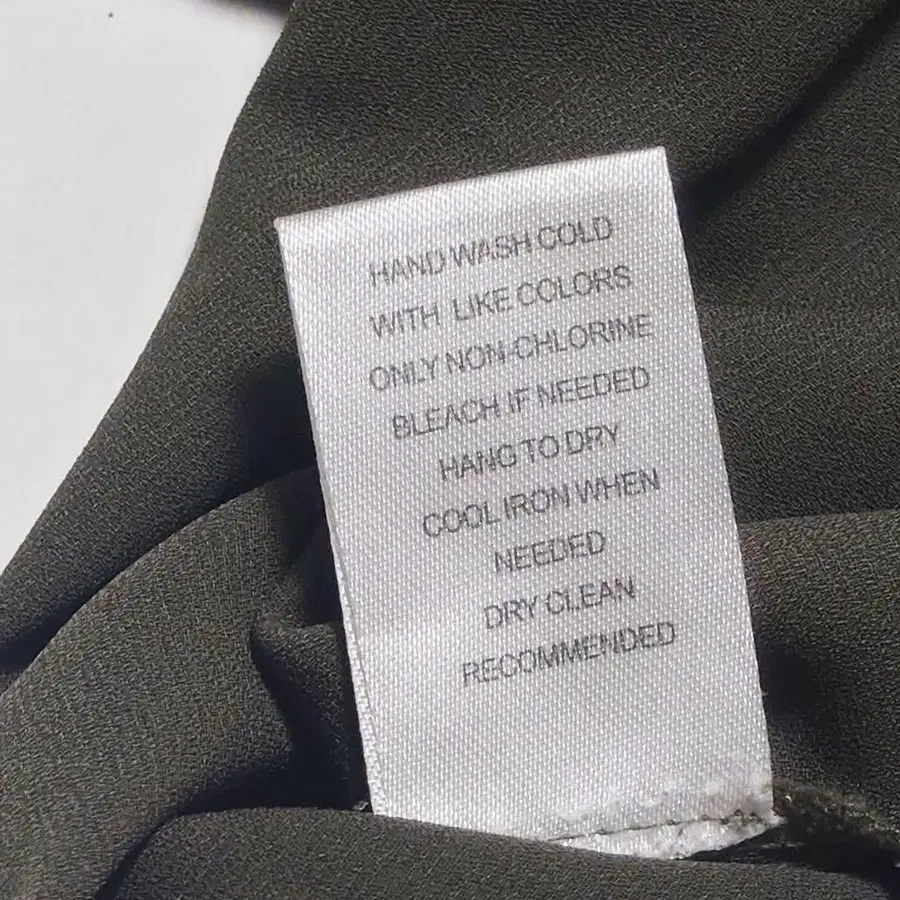 HAND WASH COLD
WITH LIKE COLORS
ONLY NON-CHLORINE
BLEACH IF NEEDED
HANG TO DRY
COOL IRON WHEN
NEEDED
DRY CLEAN
RECOMMENDED